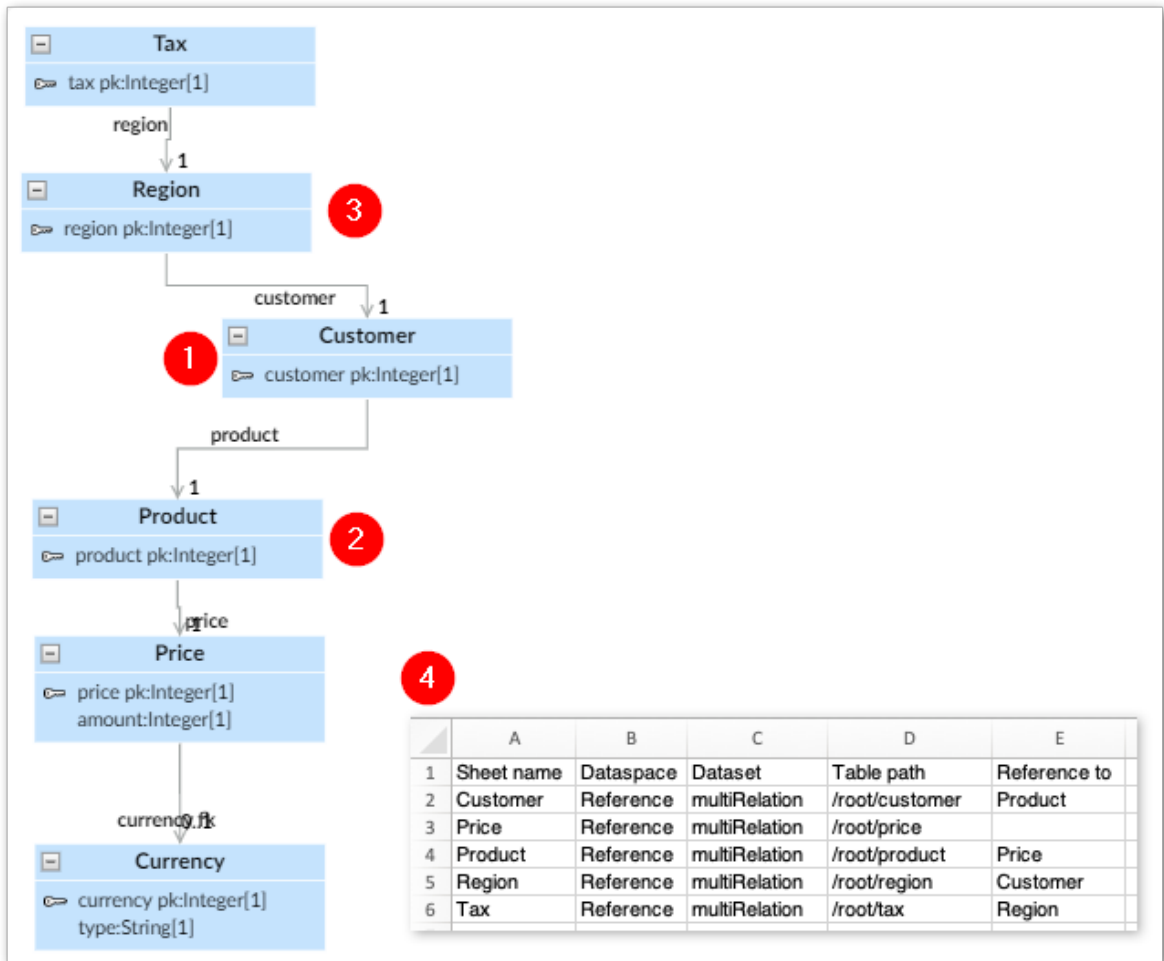 Tax
tax pk:Integer[1]
region
1
Region
region pk:Integer[1]
3
customer
1
Customer
1
customer pk:Integer[1]
product
1
Product
product pk:Integer[1]
2
price
1
Price
price pk:Integer[1]
amount:Integer[1]
4
currency_fk
0..1
Currency
currency pk:Integer[1]
type:String[1]
A B C D E
1 Sheet name Dataspace Dataset Table path Reference to
2 Customer Reference multiRelation /root/customer Product
3 Price Reference multiRelation /root/price
4 Product Reference multiRelation /root/product Price
5 Region Reference multiRelation /root/region Customer
6 Tax Reference multiRelation /root/tax Region